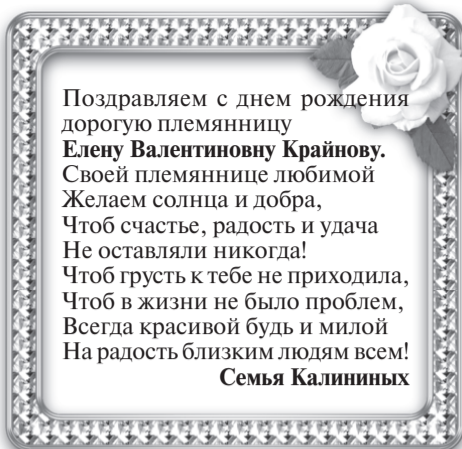 Поздравляем с днем рождения
дорогую племянницу
Елену Валентиновну Крайнову.
Своей племяннице любимой
Желаем солнца и добра,
Чтоб счастье, радость и удача
Не оставляли никогда!
Чтоб грусть к тебе не приходила,
Чтоб в жизни не было проблем,
Всегда красивой будь и милой
На радость близким людям всем!
Семья Калининых